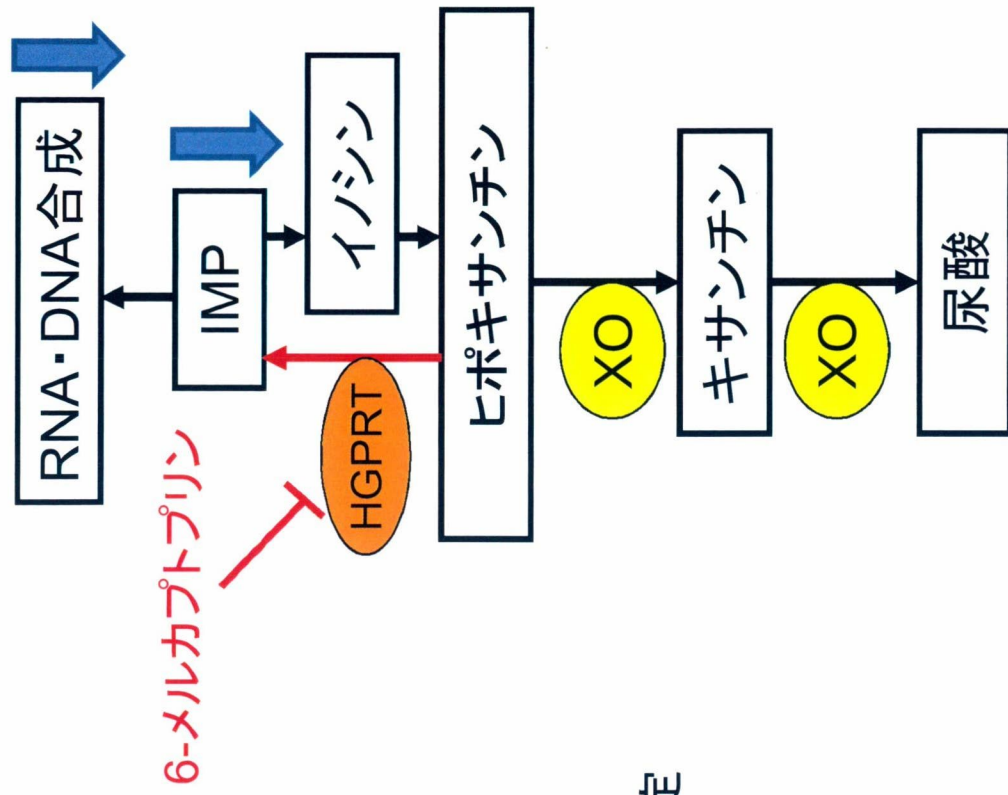 RNA・DNA合成
IMP
6-メルカプトプリン
イノシン
HGPRT
ヒポキサンチン
XO
キサンチン
XO
尿酸